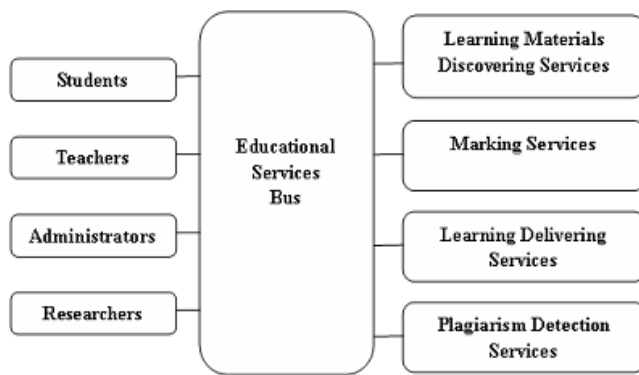 Students
Teachers
Administrators
Researchers
Educational
Services
Bus
Learning Materials
Discovering Services
Marking Services
Learning Delivering
Services
Plagiarism Detection
Services